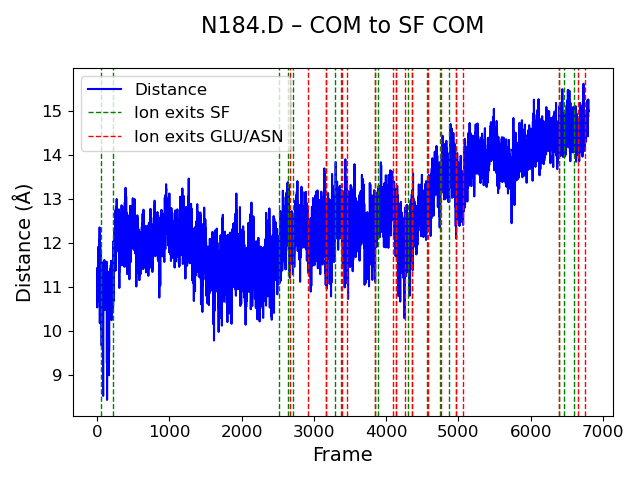 N184.D – COM to SF COM
Distance
Ion exits SF
Ion exits GLU/ASN
Distance (Å)
15
14
13
12
11
10
9
0 1000 2000 3000 4000 5000 6000 7000
Frame